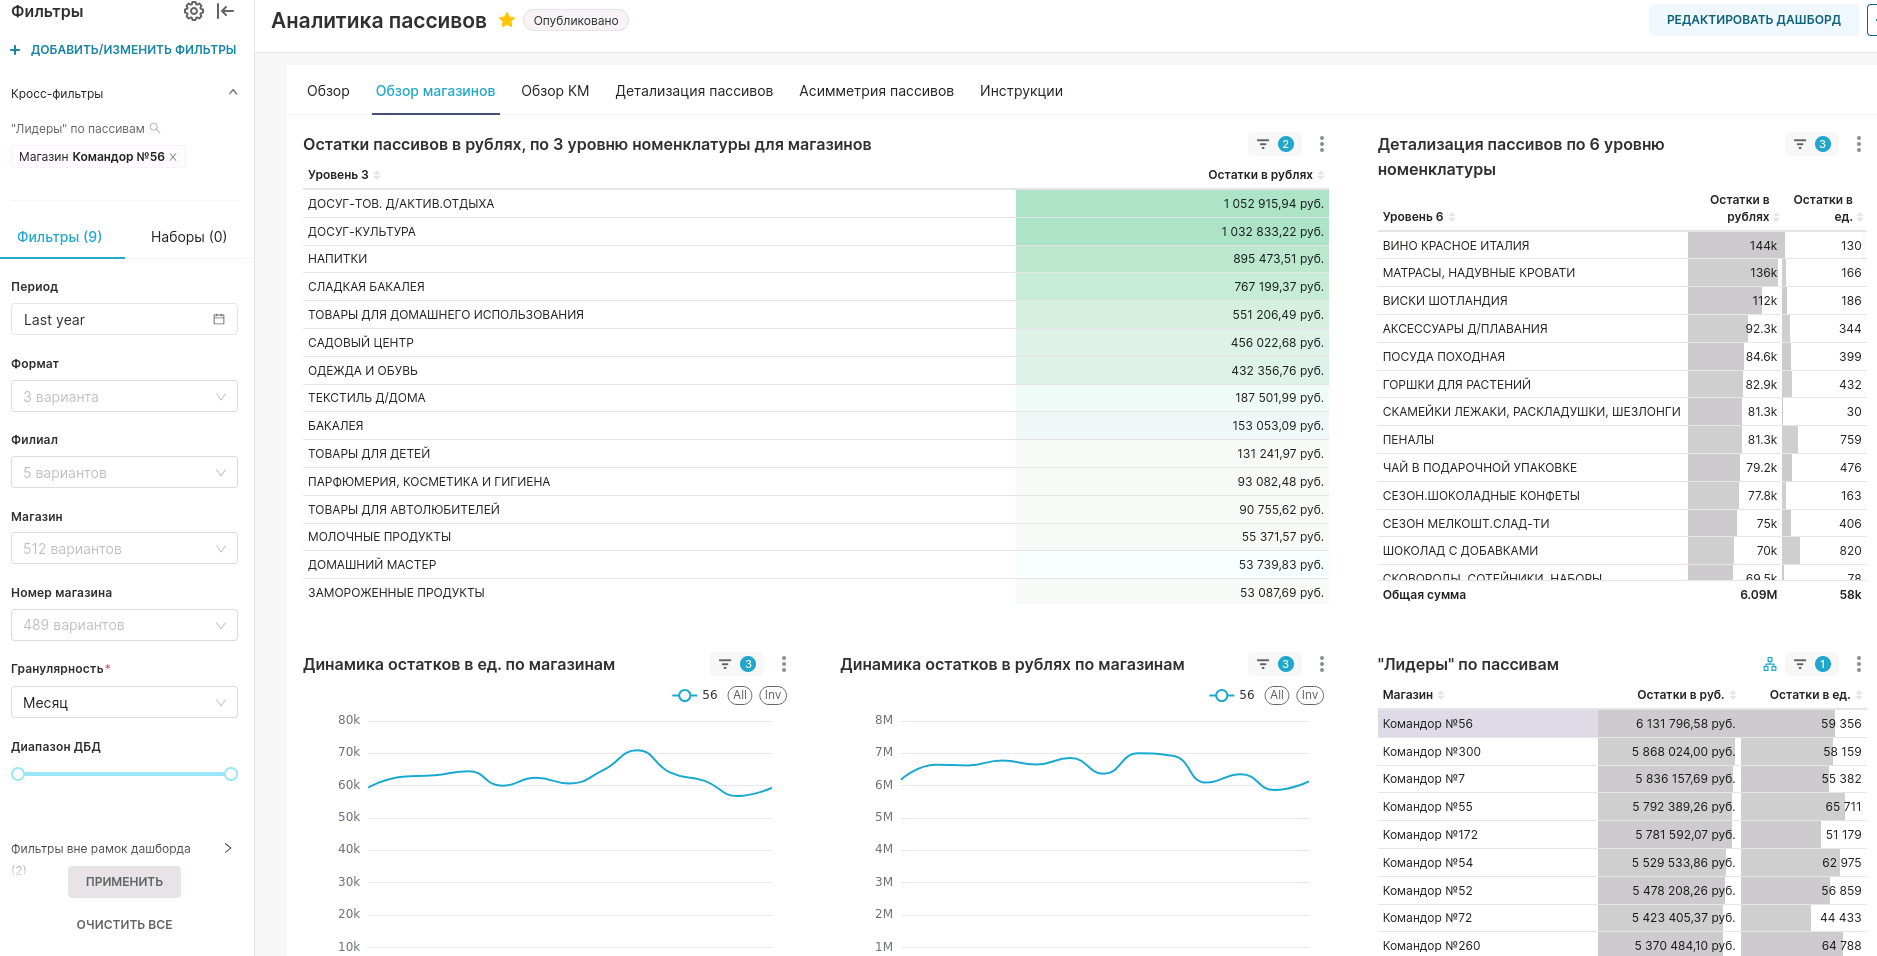 Фильтры
ДОБАВИТЬ/ИЗМЕНИТЬ ФИЛЬТРЫ
Кросс-фильтры
"Лидеры" по пассивам
Магазин Командор №56
Фильтры (9) Наборы (0)
Период
Last year
Формат
3 варианта
Филиал
5 вариантов
Магазин
512 вариантов
Номер магазина
489 вариантов
Гранулярность*
Месяц
Диапазон ДБД
Фильтры вне рамок дашборда
(2)
ПРИМЕНИТЬ
ОЧИСТИТЬ ВСЕ
Аналитика пассивов Опубликовано
РЕДАКТИРОВАТЬ ДАШБОРД
Обзор Обзор магазинов Обзор КМ Детализация пассивов Асимметрия пассивов Инструкции
Остатки пассивов в рублях, по 3 уровню номенклатуры для магазинов 2
Уровень 3 Остатки в рублях
ДОСУГ-ТОВ. Д/АКТИВ.ОТДЫХА 1 052 915,94 руб.
ДОСУГ-КУЛЬТУРА 1 032 833,22 руб.
НАПИТКИ 895 473,51 руб.
СЛАДКАЯ БАКАЛЕЯ 767 199,37 руб.
ТОВАРЫ ДЛЯ ДОМАШНЕГО ИСПОЛЬЗОВАНИЯ 551 206,49 руб.
САДОВЫЙ ЦЕНТР 456 022,68 руб.
ОДЕЖДА И ОБУВЬ 432 356,76 руб.
ТЕКСТИЛЬ Д/ДОМА 187 501,99 руб.
БАКАЛЕЯ 153 053,09 руб.
ТОВАРЫ ДЛЯ ДЕТЕЙ 131 241,97 руб.
ПАРФЮМЕРИЯ, КОСМЕТИКА И ГИГИЕНА 93 082,48 руб.
ТОВАРЫ ДЛЯ АВТОЛЮБИТЕЛЕЙ 90 755,62 руб.
МОЛОЧНЫЕ ПРОДУКТЫ 55 371,57 руб.
ДОМАШНИЙ МАСТЕР 53 739,83 руб.
ЗАМОРОЖЕННЫЕ ПРОДУКТЫ 53 087,69 руб.
Детализация пассивов по 6 уровню 3
номенклатуры
Уровень 6 Остатки в рублях Остатки в ед.
ВИНО КРАСНОЕ ИТАЛИЯ 144k 130
МАТРАСЫ, НАДУВНЫЕ КРОВАТИ 136k 166
ВИСКИ ШОТЛАНДИЯ 112k 186
АКСЕССУАРЫ Д/ПЛАВАНИЯ 92.3k 344
ПОСУДА ПОХОДНАЯ 84.6k 399
ГОРШКИ ДЛЯ РАСТЕНИЙ 82.9k 432
СКАМЕЙКИ ЛЕЖАКИ, РАСКЛАДУШКИ, ШЕЗЛОНГИ 81.3k 30
ПЕНАЛЫ 81.3k 759
ЧАЙ В ПОДАРОЧНОЙ УПАКОВКЕ 79.2k 476
СЕЗОН.ШОКОЛАДНЫЕ КОНФЕТЫ 77.8k 163
СЕЗОН МЕЛКОШТ.СЛАД-ТИ 75k 406
ШОКОЛАД С ДОБАВКАМИ 70k 820
СКОВОРОДЫ, СОТЕЙНИКИ, НАБОРЫ 69.5k 78
Общая сумма 6.09M 58k
Динамика остатков в ед. по магазинам 3
56 All Inv
80k
70k
60k
50k
40k
30k
20k
10k
Динамика остатков в рублях по магазинам 3
56 All Inv
8M
7M
6M
5M
4M
3M
2M
1M
"Лидеры" по пассивам 1
Магазин Остатки в руб. Остатки в ед.
Командор №56 6 131 796,58 руб. 59 356
Командор №300 5 868 024,00 руб. 58 159
Командор №7 5 836 157,69 руб. 55 382
Командор №55 5 792 389,26 руб. 65 711
Командор №172 5 781 592,07 руб. 51 179
Командор №54 5 529 533,86 руб. 62 975
Командор №52 5 478 208,26 руб. 56 859
Командор №72 5 423 405,37 руб. 44 433
Командор №260 5 370 484,10 руб. 64 788